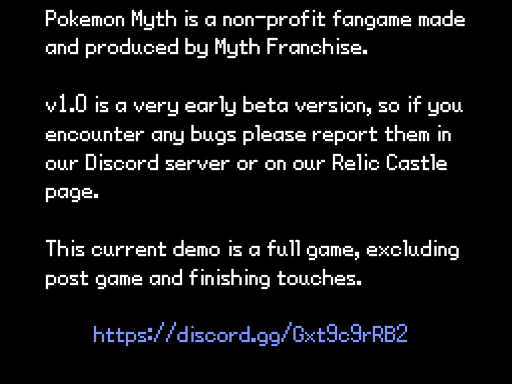 Pokemon Myth is a non-profit fangame made
and produced by Myth Franchise.
v1.0 is a very early beta version, so if you
encounter any bugs please report them in
our Discord server or on our Relic Castle
page.
This current demo is a full game, excluding
post game and finishing touches.
https://discord.gg/Gxt9c9rRB2